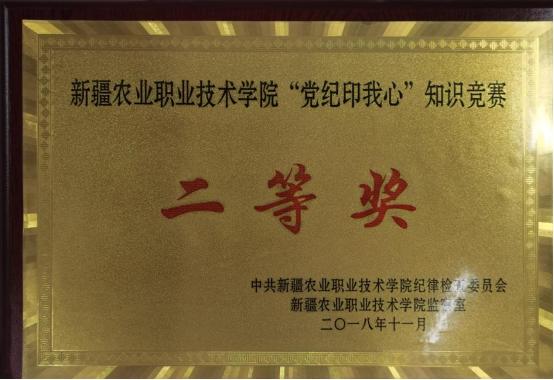 新疆农业职业技术学院“党纪印我心”知识竞赛
二等奖
中共新疆农业职业技术学院纪律检查委员会
新疆农业职业技术学院监察室
二〇一八年十一月